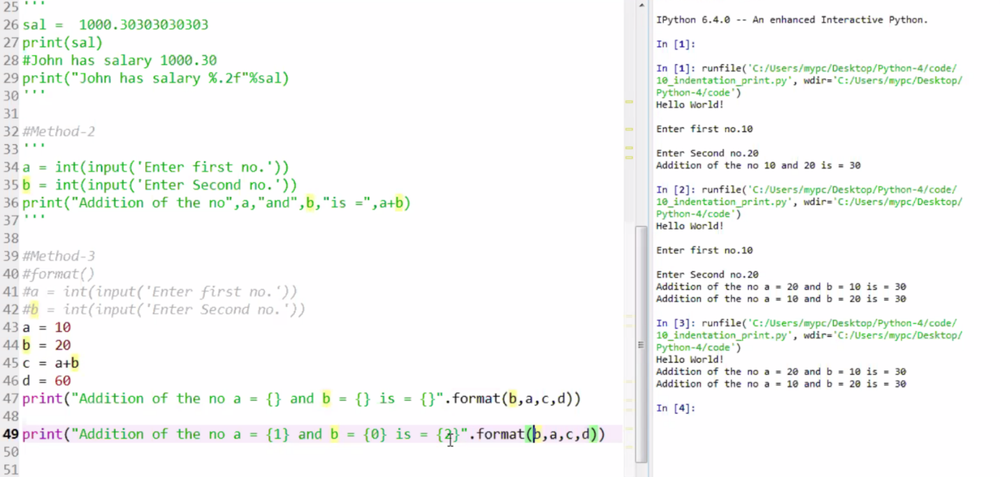 25 '''
26 sal =  1000.30303030303
27 print(sal)
28 #John has salary 1000.30
29 print("John has salary %.2f"%sal)
30 '''
31
32 #Method-2
33 '''
34 a = int(input('Enter first no.'))
35 b = int(input('Enter Second no.'))
36 print("Addition of the no",a,"and",b,"is =",a+b)
37 '''
38
39 #Method-3
40 #format()
41 #a = int(input('Enter first no.'))
42 #b = int(input('Enter Second no.'))
43 a = 10
44 b = 20
45 c = a+b
46 d = 60
47 print("Addition of the no a = {} and b = {} is = {}".format(b,a,c,d))
48
49 print("Addition of the no a = {1} and b = {0} is = {2}".format(b,a,c,d))
50
51
IPython 6.4.0 -- An enhanced Interactive Python.
In [1]:
In [1]: runfile('C:/Users/mypc/Desktop/Python-4/code/
10_indentation_print.py', wdir='C:/Users/mypc/Desktop/
Python-4/code')
Hello World!
Enter first no.10
Enter Second no.20
Addition of the no 10 and 20 is = 30
In [2]: runfile('C:/Users/mypc/Desktop/Python-4/code/
10_indentation_print.py', wdir='C:/Users/mypc/Desktop/
Python-4/code')
Hello World!
Enter first no.10
Enter Second no.20
Addition of the no a = 20 and b = 10 is = 30
Addition of the no a = 10 and b = 20 is = 30
In [3]: runfile('C:/Users/mypc/Desktop/Python-4/code/
10_indentation_print.py', wdir='C:/Users/mypc/Desktop/
Python-4/code')
Hello World!
Addition of the no a = 20 and b = 10 is = 30
Addition of the no a = 10 and b = 20 is = 30
In [4]: